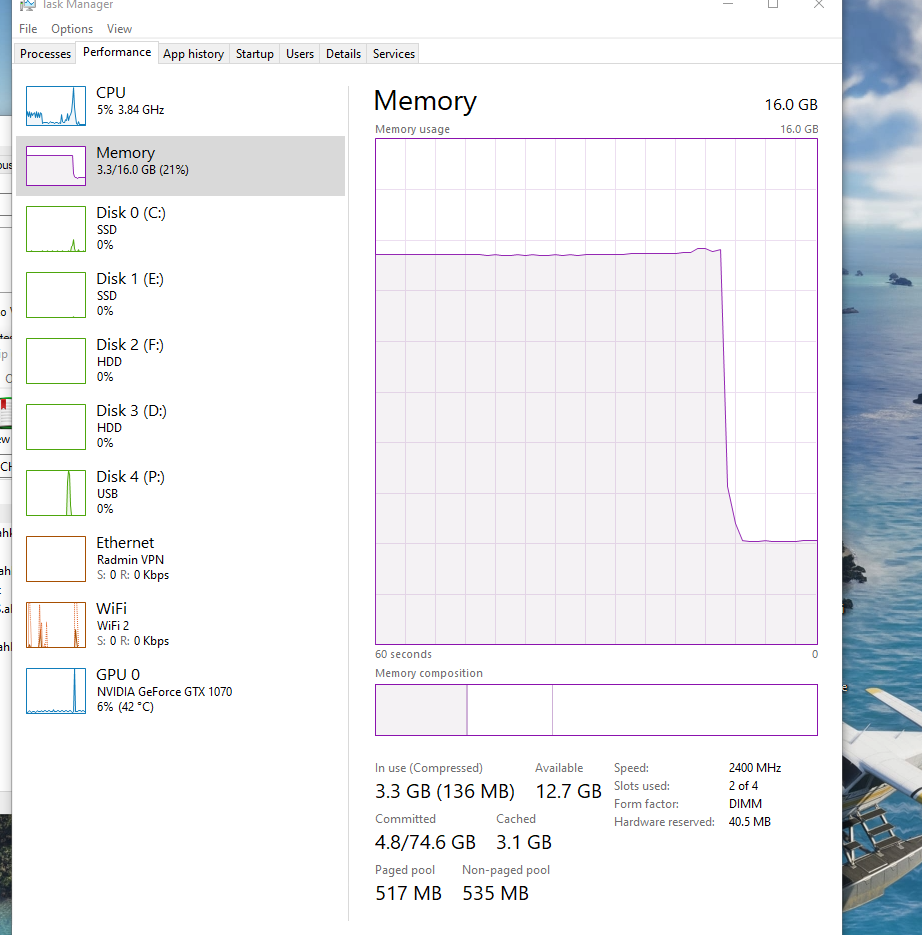 Task Manager
File Options View
Processes Performance App history Startup Users Details Services
CPU
5% 3.84 GHz
Memory
3.3/16.0 GB (21%)
Disk 0 (C:)
SSD
0%
Disk 1 (E:)
SSD
0%
Disk 2 (F:)
HDD
0%
Disk 3 (D:)
HDD
0%
Disk 4 (P:)
USB
0%
Ethernet
Radmin VPN
S: 0 R: 0 Kbps
WiFi
WiFi 2
S: 0 R: 0 Kbps
GPU 0
NVIDIA GeForce GTX 1070
6% (42 °C)
Memory 16.0 GB
Memory usage 16.0 GB
60 seconds 0
Memory composition
In use (Compressed) Available
3.3 GB (136 MB) 12.7 GB
Committed Cached
4.8/74.6 GB 3.1 GB
Paged pool Non-paged pool
517 MB 535 MB
Speed: 2400 MHz
Slots used: 2 of 4
Form factor: DIMM
Hardware reserved: 40.5 MB